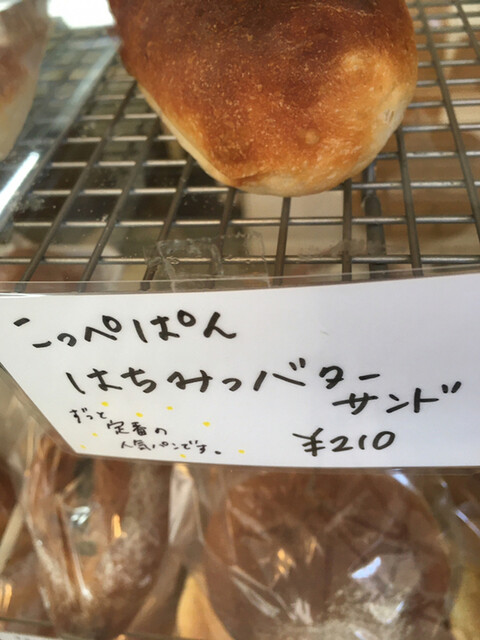 こっぺぱん
はちみつバター
サンド
ずっと
定番の
人気パンです。
¥210